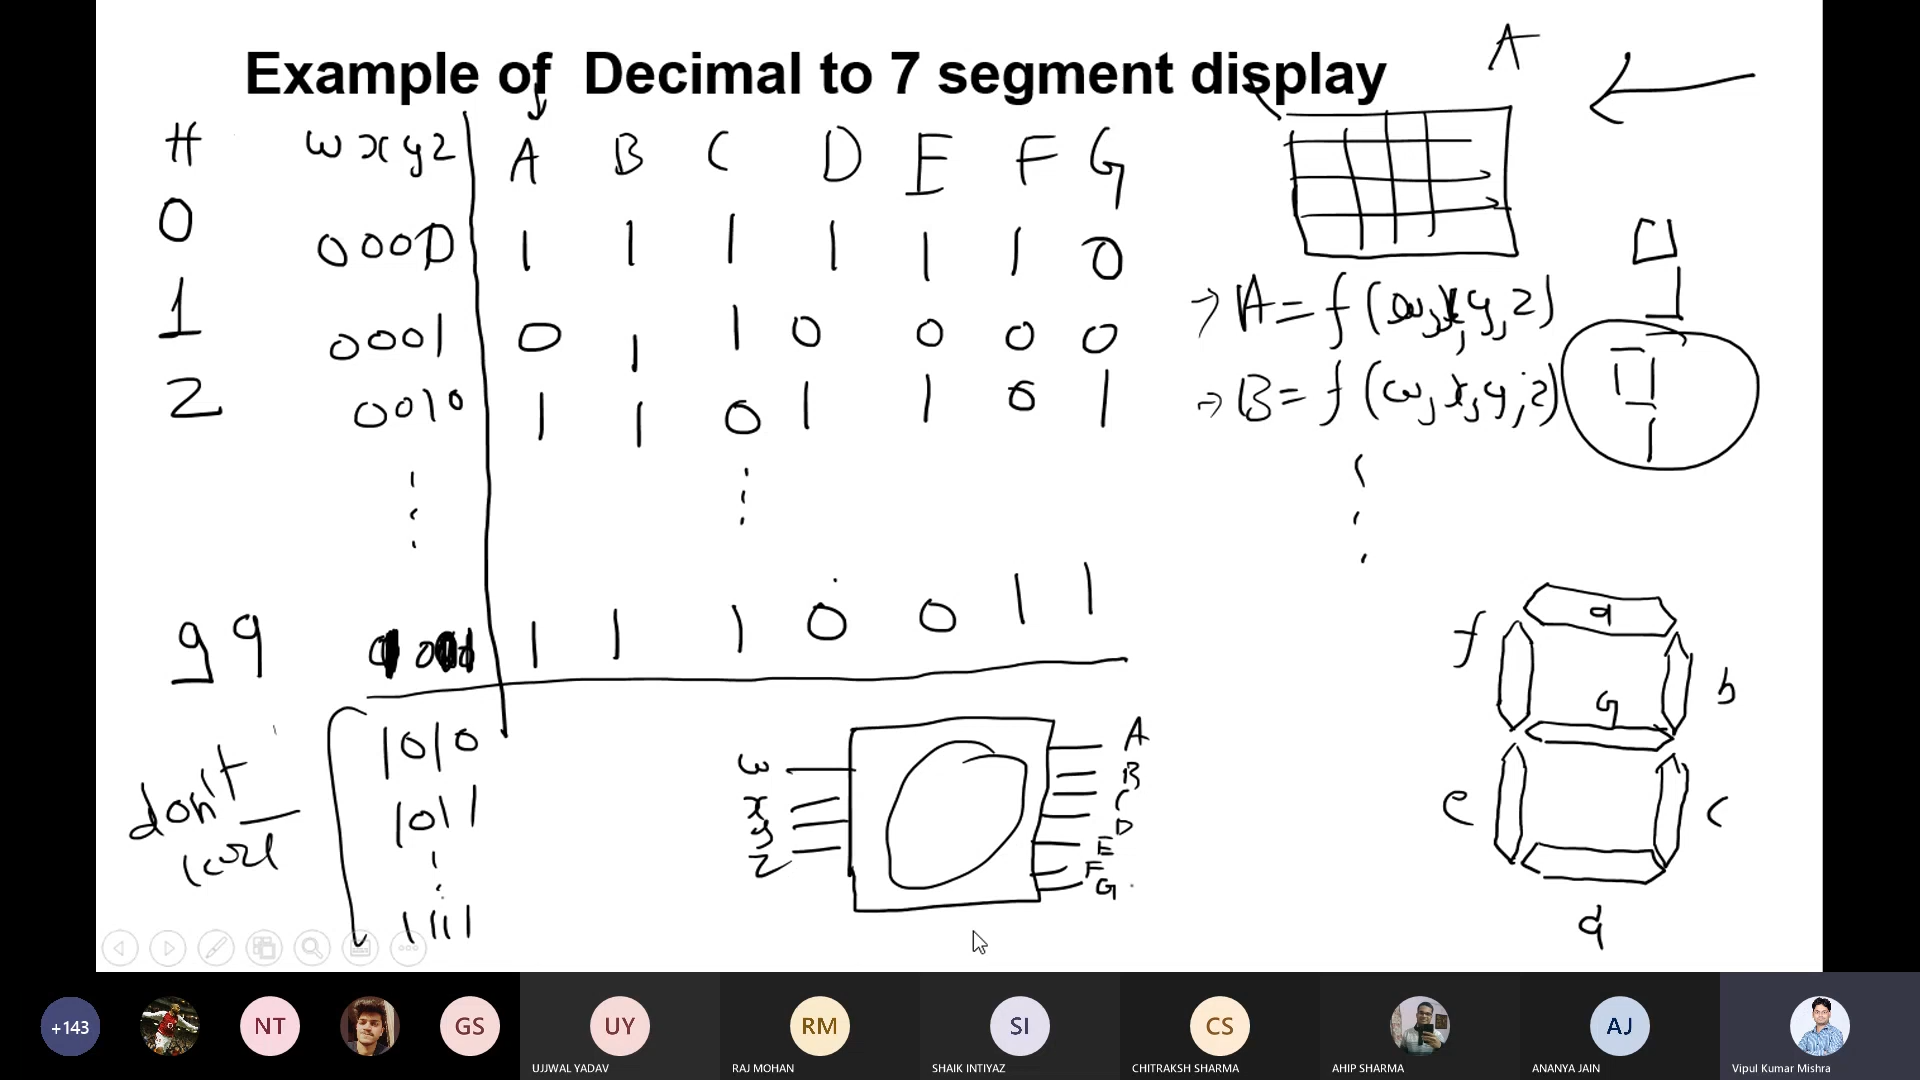 Example of Decimal to 7 segment display
A
# w x y z A B C D E F G
0 0000 1 1 1 1 1 1 0
1 0001 0 1 1 0 0 0 0
2 0010 1 1 0 1 1 0 1
→ A = f (w, x, y, z)
→ B = f (w, x, y, z)
9 9 1 1 1 0 0 1 1
don't
1010
1011
1111
w
x
y
z
A
B
C
D
E
F
G
a
f
b
G
e
c
d
+143
NT
GS
UY
RM
SI
CS
AJ
UJJWAL YADAV
RAJ MOHAN
SHAIK INTIYAZ
CHITRAKSH SHARMA
AHIP SHARMA
ANANYA JAIN
Vipul Kumar Mishra